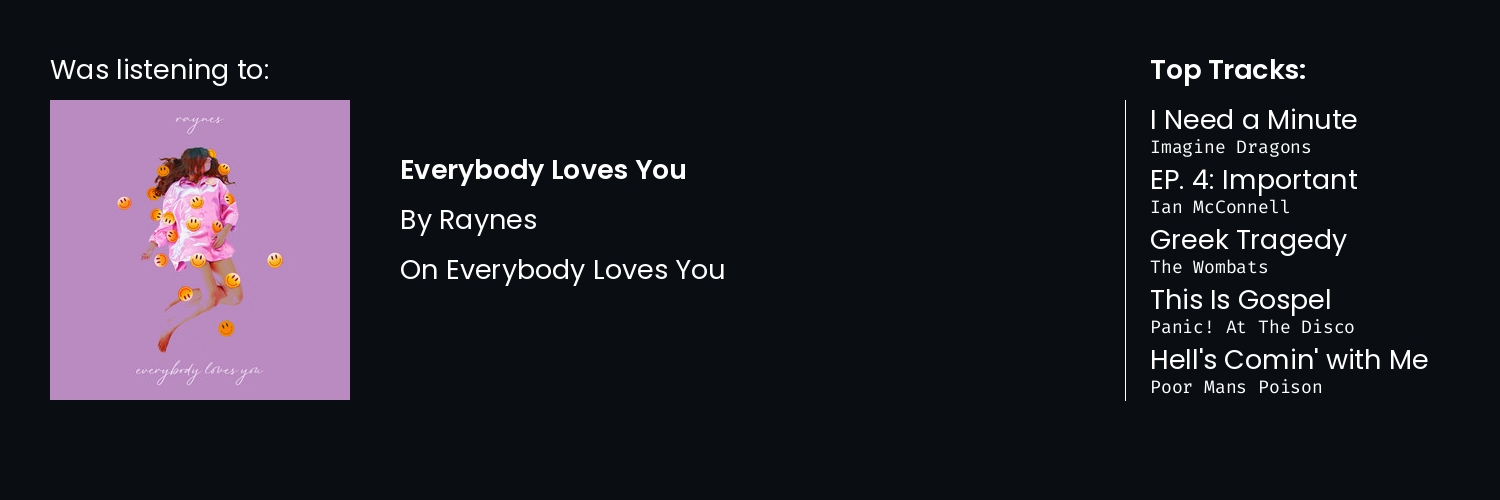 Was listening to:
raynes
everybody loves you
Everybody Loves You
By Raynes
On Everybody Loves You
Top Tracks:
I Need a Minute
Imagine Dragons
EP. 4: Important
Ian McConnell
Greek Tragedy
The Wombats
This Is Gospel
Panic! At The Disco
Hell's Comin' with Me
Poor Mans Poison